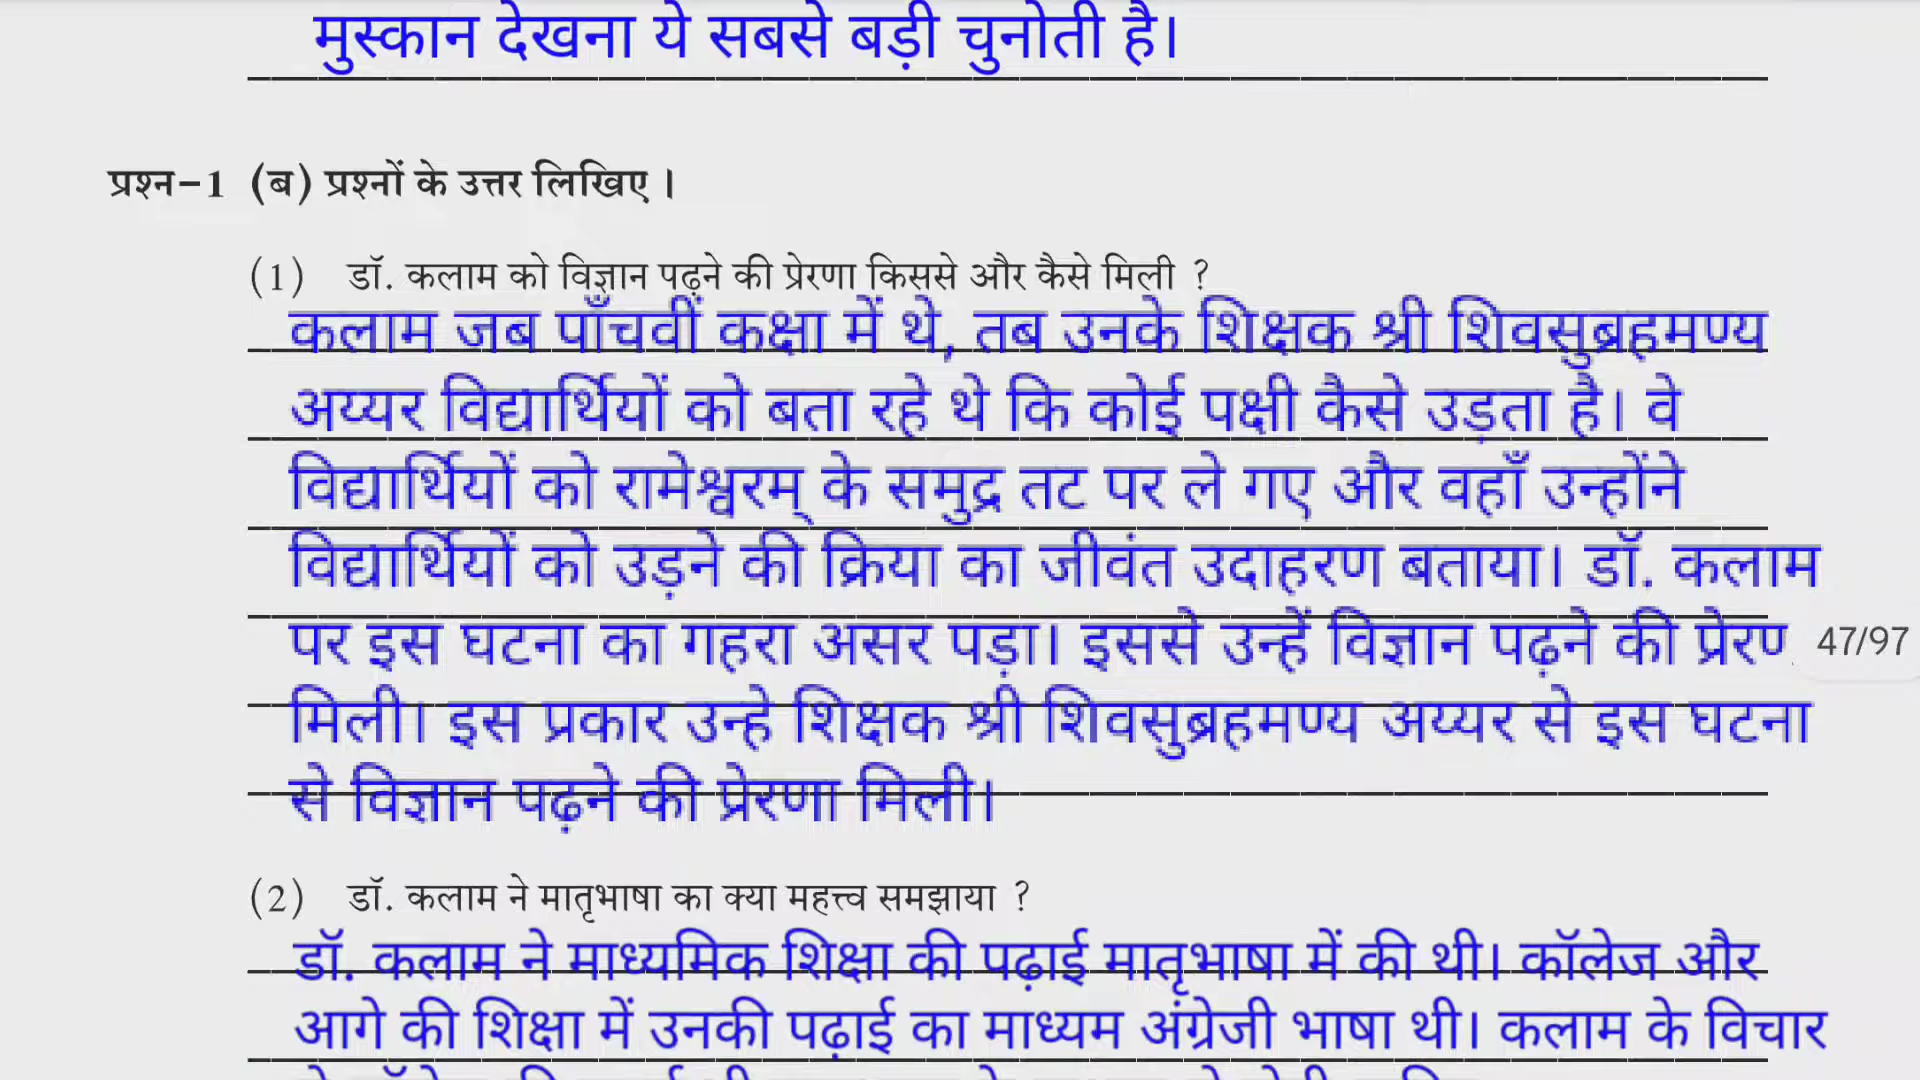 मुस्कान देखना ये सबसे बड़ी चुनोती है।
प्रश्न-1 (ब) प्रश्नों के उत्तर लिखिए ।
(1) डॉ. कलाम को विज्ञान पढ़ने की प्रेरणा किससे और कैसे मिली ?
कलाम जब पाँचवीं कक्षा में थे, तब उनके शिक्षक श्री शिवसुब्रहमण्य
अय्यर विद्यार्थियों को बता रहे थे कि कोई पक्षी कैसे उड़ता है। वे
विद्यार्थियों को रामेश्वरम् के समुद्र तट पर ले गए और वहाँ उन्होंने
विद्यार्थियों को उड़ने की क्रिया का जीवंत उदाहरण बताया। डॉ. कलाम
पर इस घटना का गहरा असर पड़ा। इससे उन्हें विज्ञान पढ़ने की प्रेरण
47/97
मिली। इस प्रकार उन्हे शिक्षक श्री शिवसुब्रहमण्य अय्यर से इस घटना
से विज्ञान पढ़ने की प्रेरणा मिली।
(2) डॉ. कलाम ने मातृभाषा का क्या महत्त्व समझाया ?
डॉ. कलाम ने माध्यमिक शिक्षा की पढ़ाई मातृभाषा में की थी। कॉलेज और
आगे की शिक्षा में उनकी पढ़ाई का माध्यम अंग्रेजी भाषा थी। कलाम के विचार